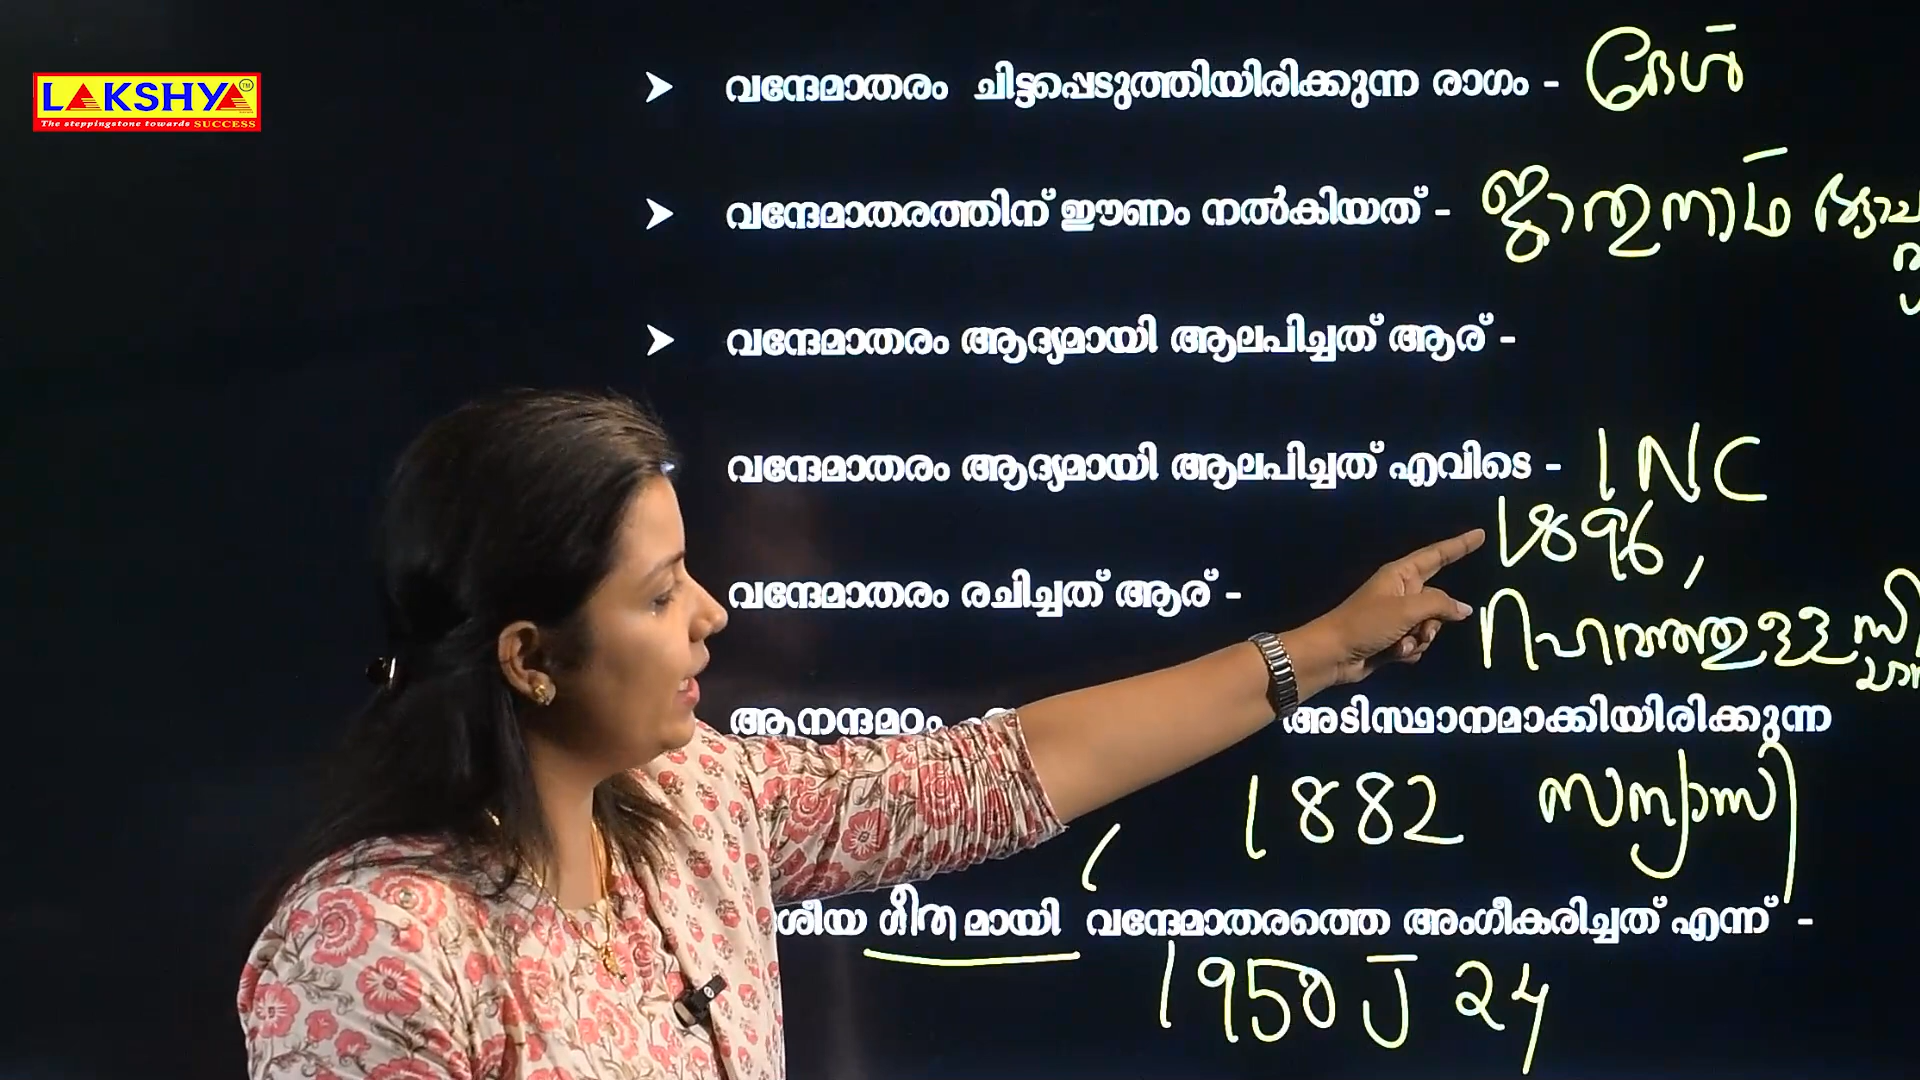 LAKSHYA TM
The steppingstone towards SUCCESS
വന്ദേമാതരം ചിട്ടപ്പെടുത്തിയിരിക്കുന്ന രാഗം - ദേശ്
വന്ദേമാതരത്തിന് ഈണം നൽകിയത് -
വന്ദേമാതരം ആദ്യമായി ആലപിച്ചത് ആര് -
വന്ദേമാതരം ആദ്യമായി ആലപിച്ചത് എവിടെ - INC
1896,
വന്ദേമാതരം രചിച്ചത് ആര് -
ആനന്ദമഠം അടിസ്ഥാനമാക്കിയിരിക്കുന്ന
1882 സന്യാസി
ശീയ ഗീതമായി വന്ദേമാതരത്തെ അംഗീകരിച്ചത് എന്ന് -
1950 J 24